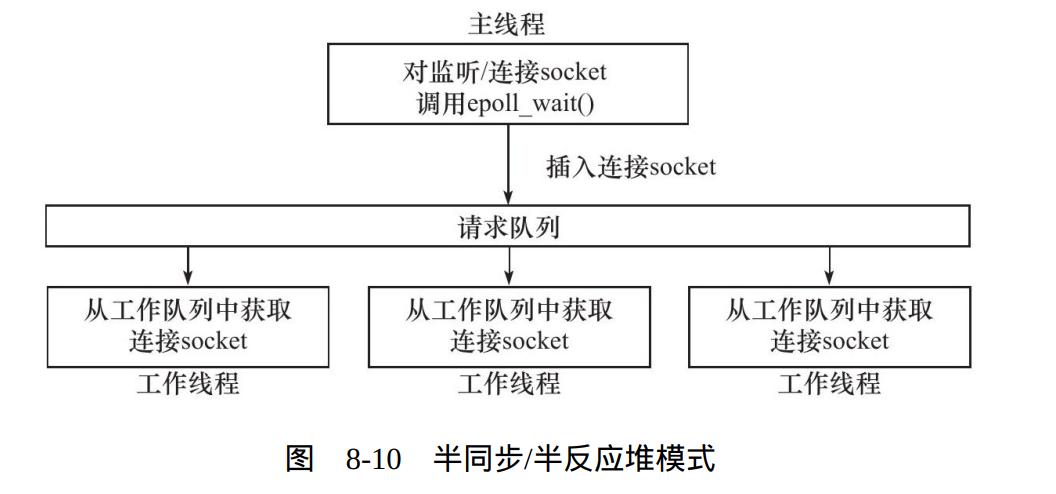 主线程
对监听/连接socket
调用epoll_wait()
插入连接socket
请求队列
从工作队列中获取
连接socket
从工作队列中获取
连接socket
从工作队列中获取
连接socket
工作线程
工作线程
工作线程
图 8-10 半同步/半反应堆模式